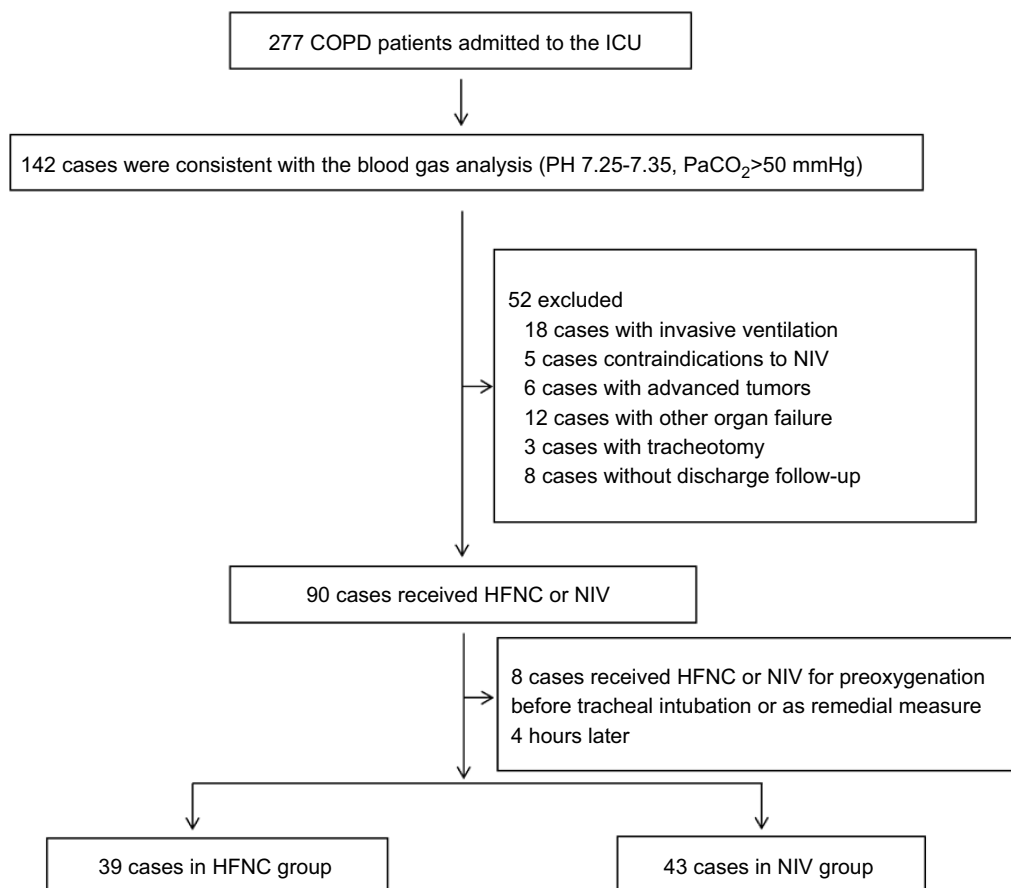 277 COPD patients admitted to the ICU
142 cases were consistent with the blood gas analysis (PH 7.25-7.35, PaCO₂>50 mmHg)
52 excluded
18 cases with invasive ventilation
5 cases contraindications to NIV
6 cases with advanced tumors
12 cases with other organ failure
3 cases with tracheotomy
8 cases without discharge follow-up
90 cases received HFNC or NIV
8 cases received HFNC or NIV for preoxygenation
before tracheal intubation or as remedial measure
4 hours later
39 cases in HFNC group
43 cases in NIV group